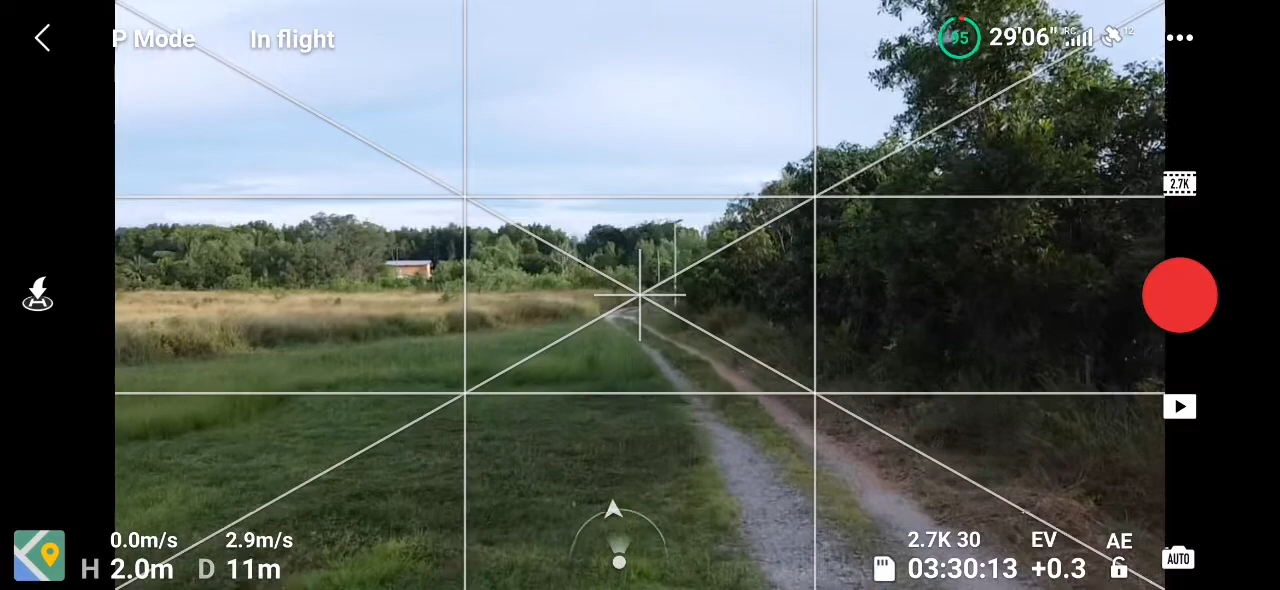 P Mode In flight 95 29'06" RC 12
2.7K
0.0m/s 2.9m/s 2.7K 30 EV AE
H 2.0m D 11m 03:30:13 +0.3 AUTO